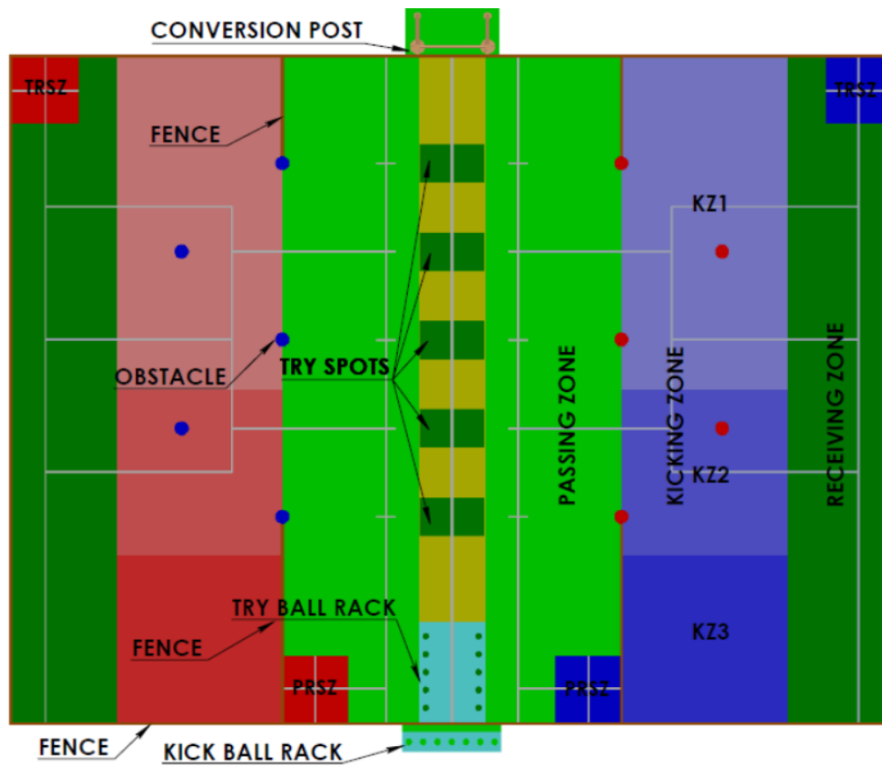 CONVERSION POST
TRSZ
TRSZ
FENCE
KZ1
OBSTACLE
TRY SPOTS
PASSING ZONE
KICKING ZONE
RECEIVING ZONE
KZ2
TRY BALL RACK
FENCE
KZ3
PRSZ
PRSZ
FENCE
KICK BALL RACK